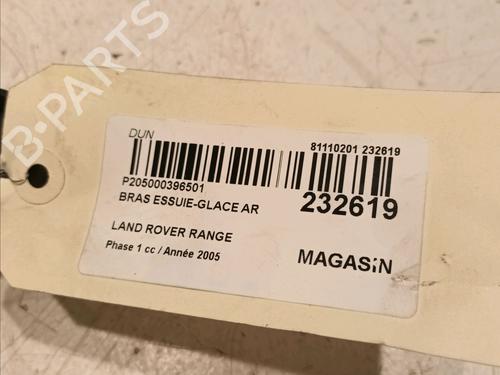 B-PARTS
DUN
81110201 232619
P205000396501
BRAS ESSUIE-GLACE AR
232619
LAND ROVER RANGE
Phase 1 cc / Année 2005
MAGASiN